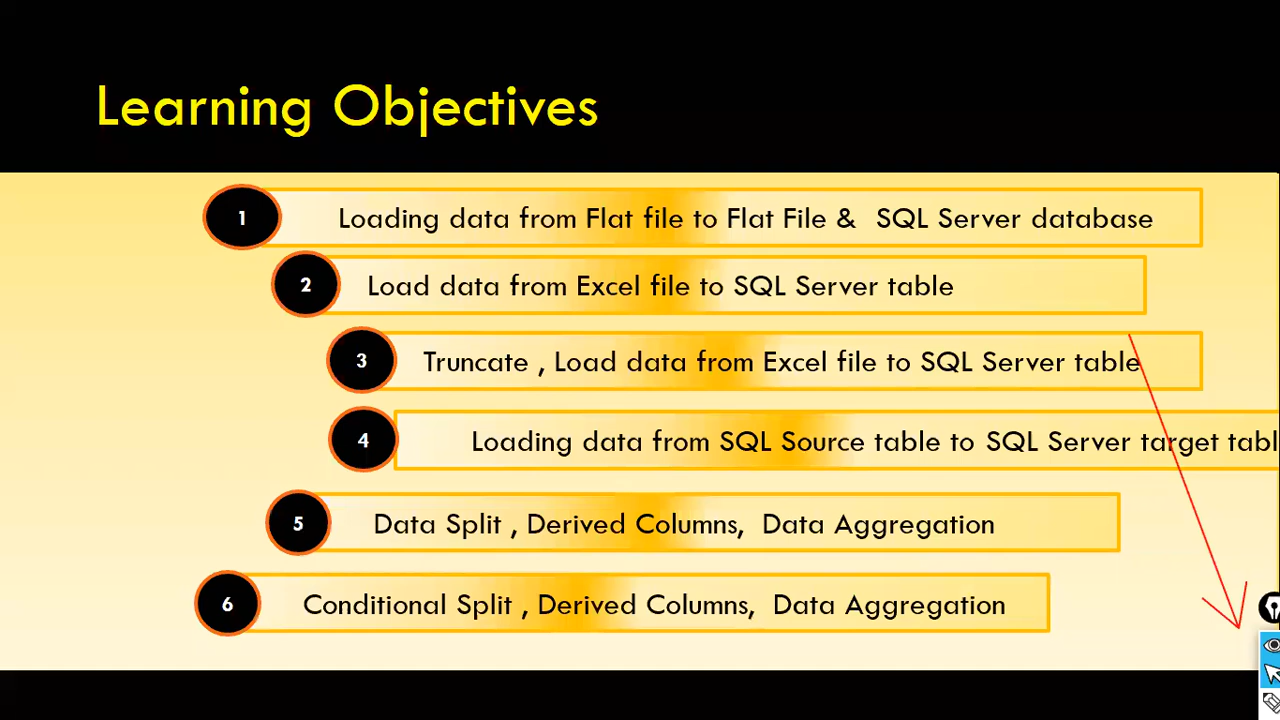 Learning Objectives
1 Loading data from Flat file to Flat File & SQL Server database
2 Load data from Excel file to SQL Server table
3 Truncate , Load data from Excel file to SQL Server table
4 Loading data from SQL Source table to SQL Server target tabl
5 Data Split , Derived Columns, Data Aggregation
6 Conditional Split , Derived Columns, Data Aggregation